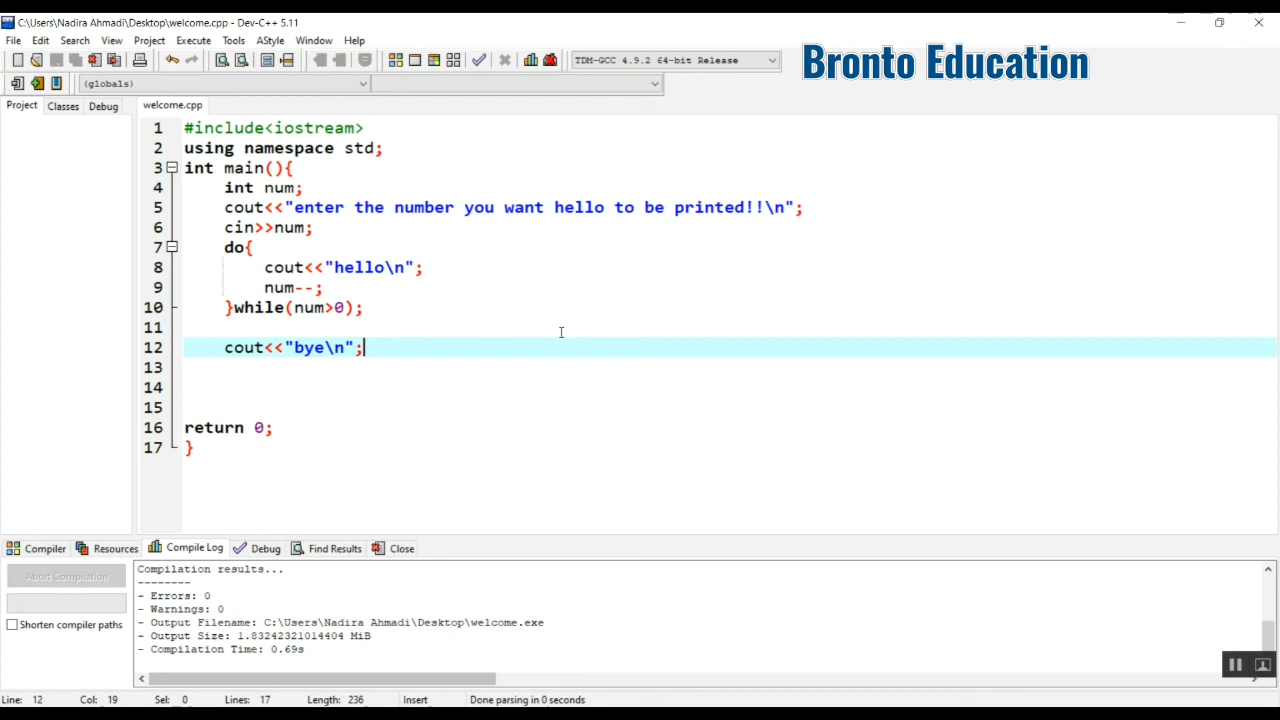 C:\Users\Nadira Ahmadi\Desktop\welcome.cpp - Dev-C++ 5.11
File Edit Search View Project Execute Tools AStyle Window Help
TDM-GCC 4.9.2 64-bit Release
Bronto Education
(globals)
Project Classes Debug welcome.cpp
1 #include<iostream>
2 using namespace std;
3 int main(){
4 int num;
5 cout<<"enter the number you want hello to be printed!!\n";
6 cin>>num;
7 do{
8 cout<<"hello\n";
9 num--;
10 }while(num>0);
11
12 cout<<"bye\n";
13
14
15
16 return 0;
17 }
Compiler Resources Compile Log Debug Find Results Close
Abort Compilation
Shorten compiler paths
Compilation results...
--------
- Errors: 0
- Warnings: 0
- Output Filename: C:\Users\Nadira Ahmadi\Desktop\welcome.exe
- Output Size: 1.83242321014404 MiB
- Compilation Time: 0.69s
Line: 12 Col: 19 Sel: 0 Lines: 17 Length: 236 Insert Done parsing in 0 seconds